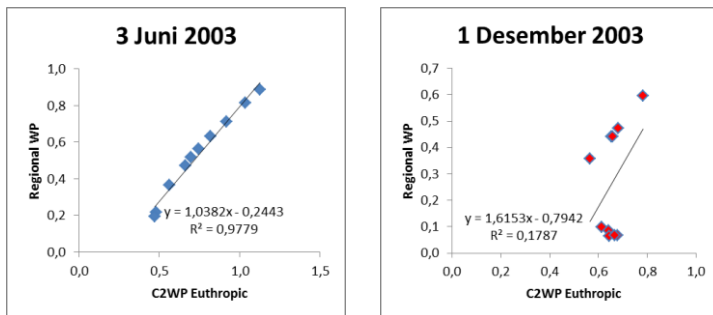 3 Juni 2003
1,0
0,8
0,6
0,4
0,2
0,0
Regional WP
y = 1,0382x - 0,2443
R² = 0,9779
0,0 0,5 1,0 1,5
C2WP Euthropic
1 Desember 2003
0,7
0,6
0,5
0,4
0,3
0,2
0,1
0,0
Regional WP
y = 1,6153x - 0,7942
R² = 0,1787
0,0 0,2 0,4 0,6 0,8 1,0
C2WP Euthropic